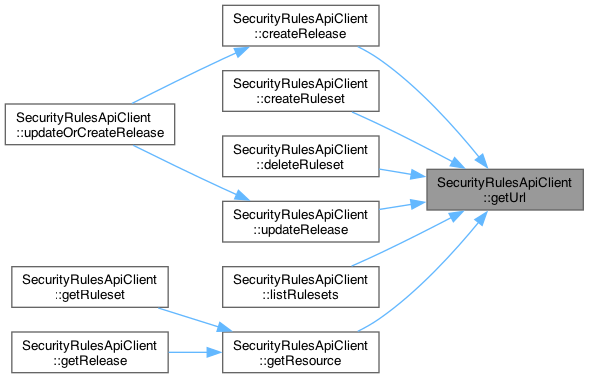 SecurityRulesApiClient
::createRelease
SecurityRulesApiClient
::createRuleset
SecurityRulesApiClient
::updateOrCreateRelease
SecurityRulesApiClient
::deleteRuleset
SecurityRulesApiClient
::getUrl
SecurityRulesApiClient
::updateRelease
SecurityRulesApiClient
::getRuleset
SecurityRulesApiClient
::listRulesets
SecurityRulesApiClient
::getRelease
SecurityRulesApiClient
::getResource